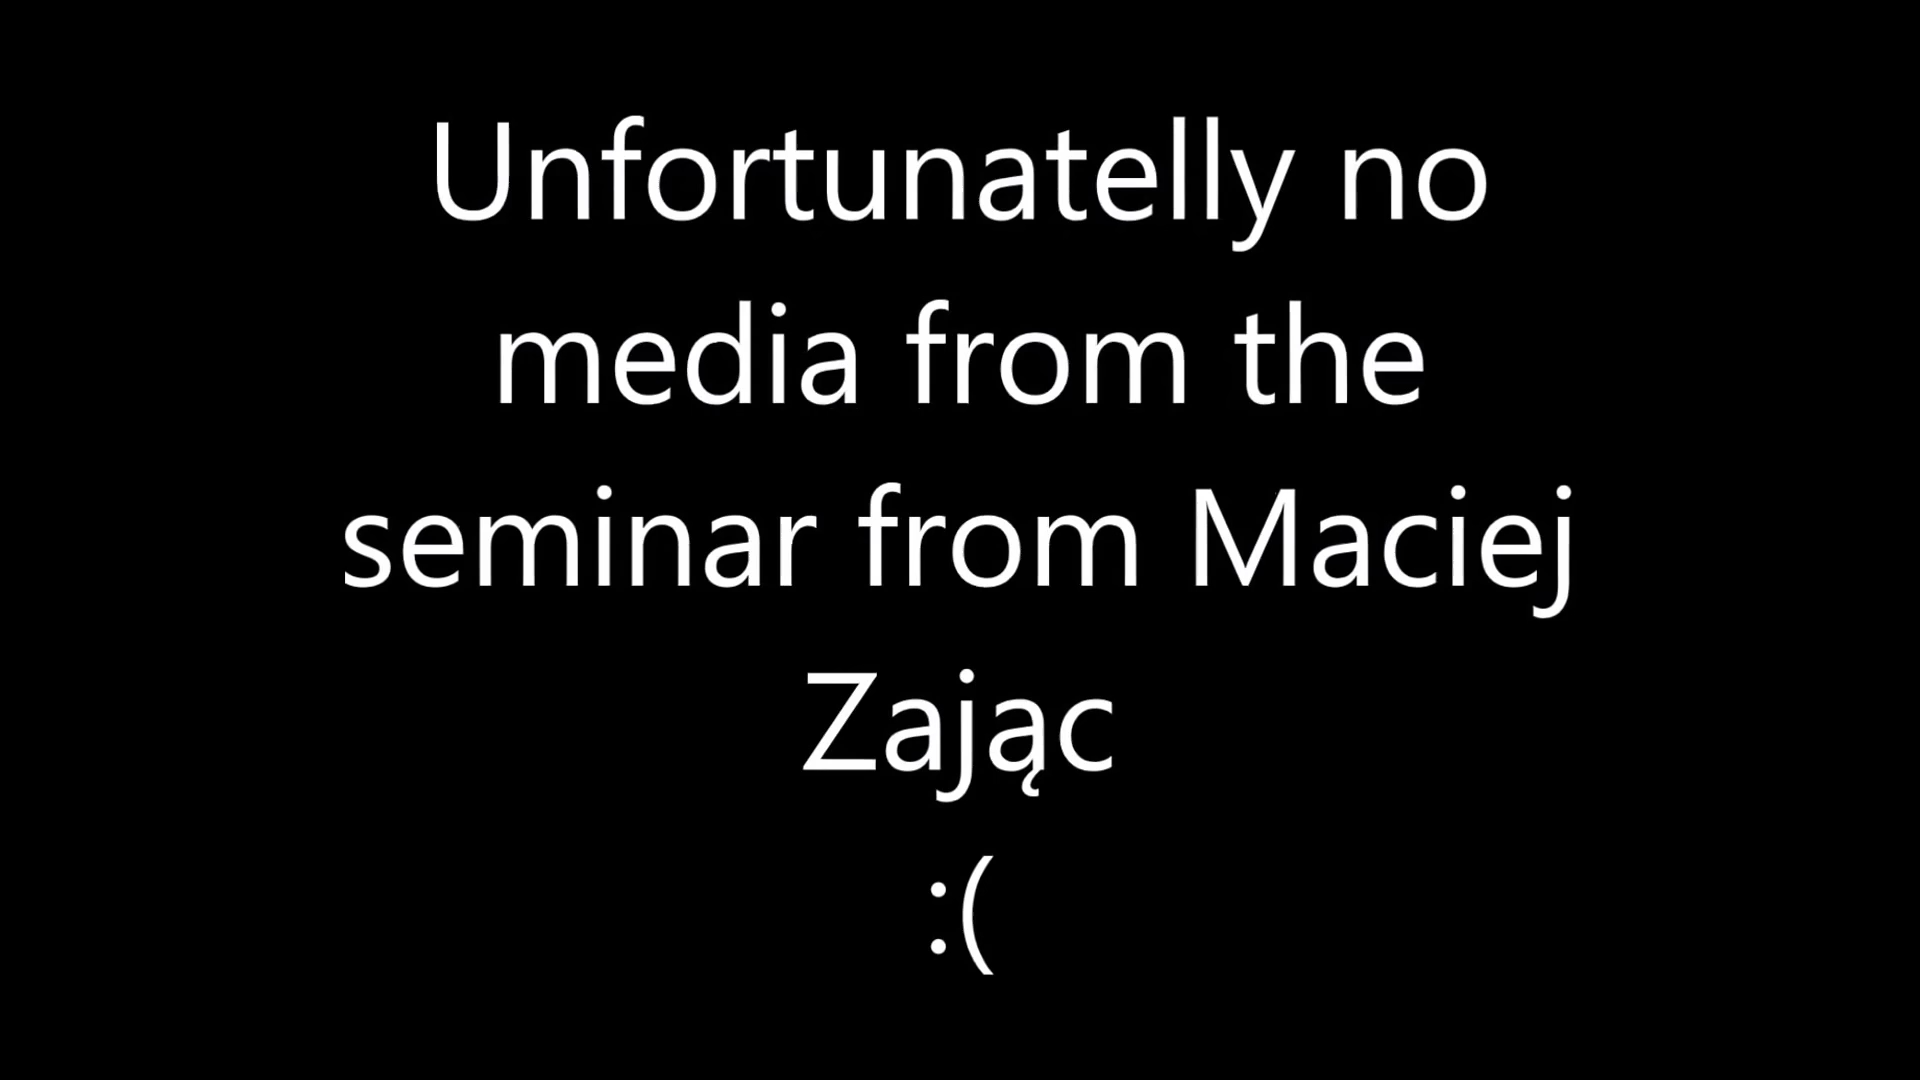 Unfortunatelly no
media from the
seminar from Maciej
Zając
:(